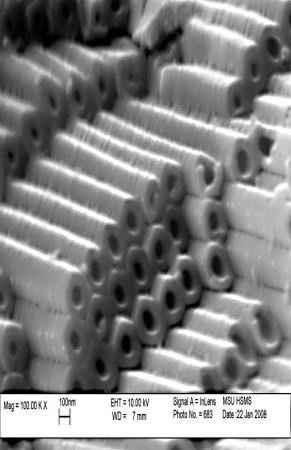 Mag = 100.00 K X
100nm
EHT = 10.00 kV
WD = 7 mm
Signal A = InLens
Photo No. = 683
MSU HSMS
Date :22 Jan 2008